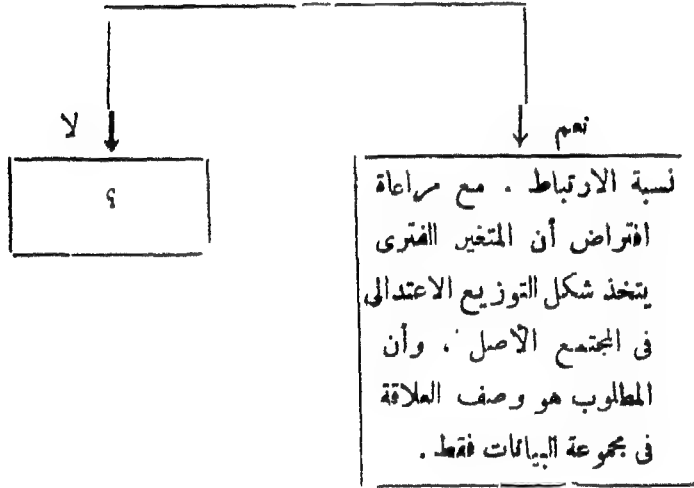 نعم
لا
نسبة الارتباط . مع مراعاة
افتراض أن المتغير الفترى
يتخذ شكل التوزيع الاعتدالى
فى المجتمع الأصل ، وأن
المطلوب هو وصف العلاقة
فى مجموعة البيانات فقط .
؟